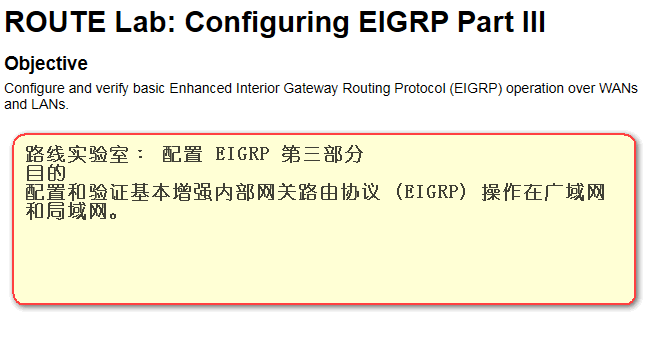 ROUTE Lab: Configuring EIGRP Part III
Objective
Configure and verify basic Enhanced Interior Gateway Routing Protocol (EIGRP) operation over WANs
and LANs.
路线实验室： 配置 EIGRP 第三部分
目的
配置和验证基本增强内部网关路由协议 (EIGRP) 操作在广域网
和局域网。